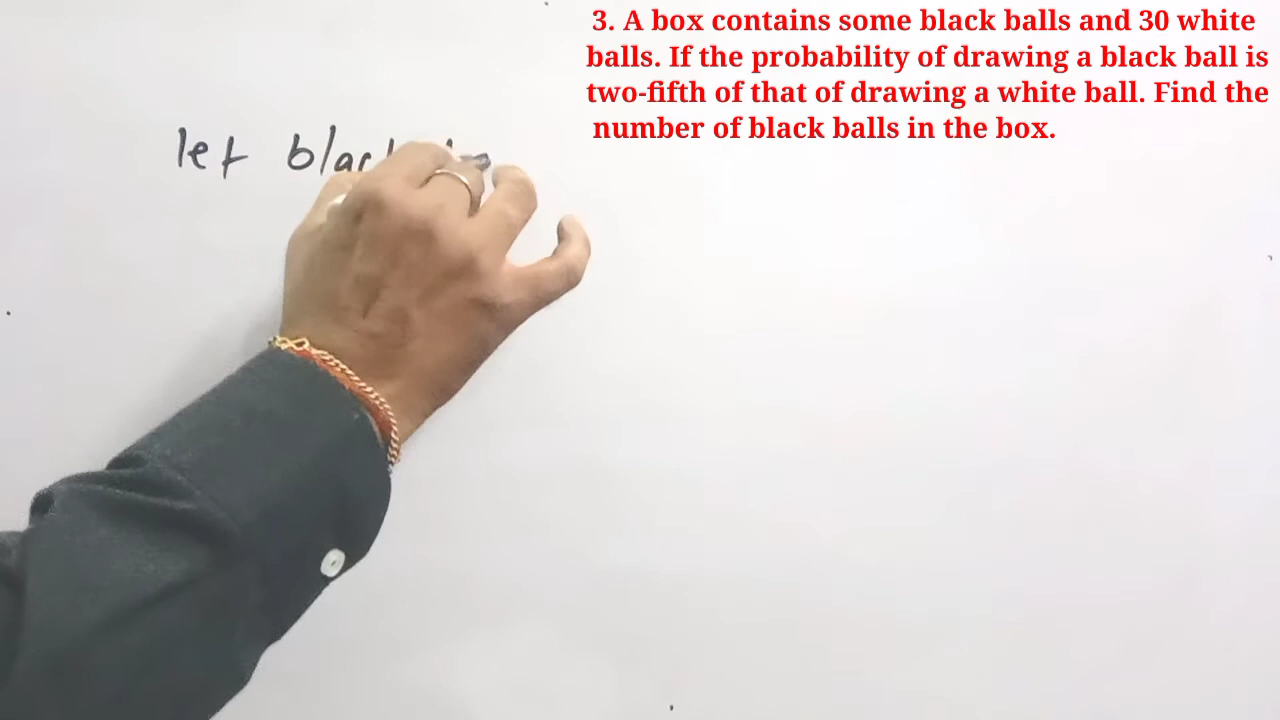 3. A box contains some black balls and 30 white
balls. If the probability of drawing a black ball is
two-fifth of that of drawing a white ball. Find the
number of black balls in the box.
let